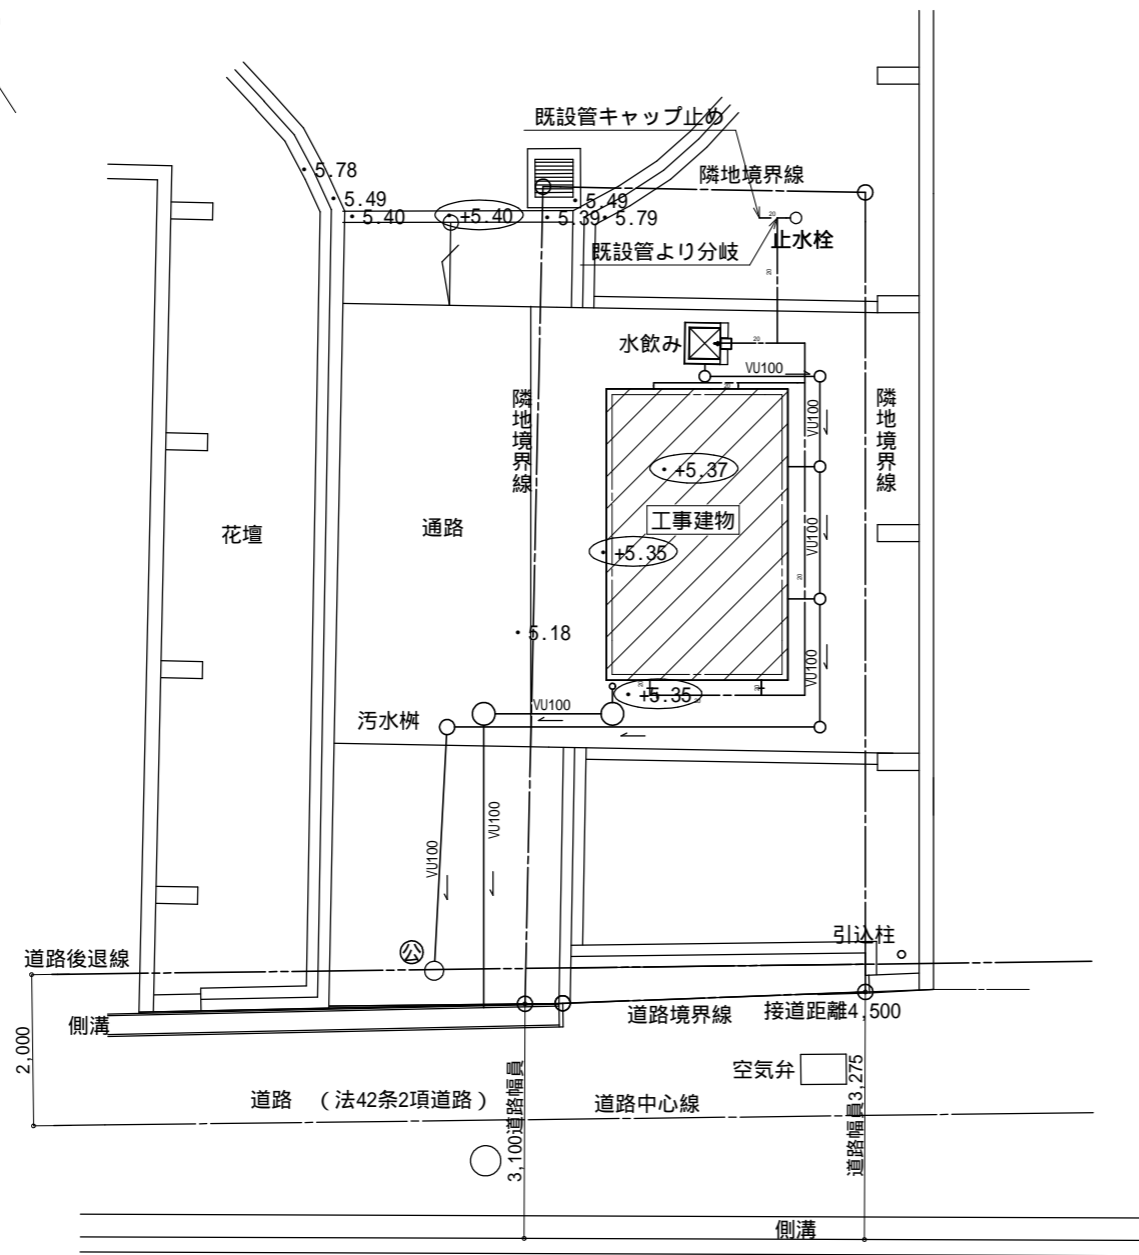 既設管キャップ止め
隣地境界線
5.78
5.49
5.40
+5.40
5.49
5.39
5.79
20
止水栓
既設管より分岐
20
水飲み
20
VU100
隣地境界線
隣地境界線
VU100
+5.37
工事建物
花壇
通路
VU100
+5.35
20
5.18
VU100
+5.35
20
VU100
汚水桝
VU100
VU100
公
引込柱
道路後退線
側溝
道路境界線
接道距離4,500
2,000
空気弁
道路幅員3,275
3,100道路幅員
道路 (法42条2項道路)
道路中心線
側溝